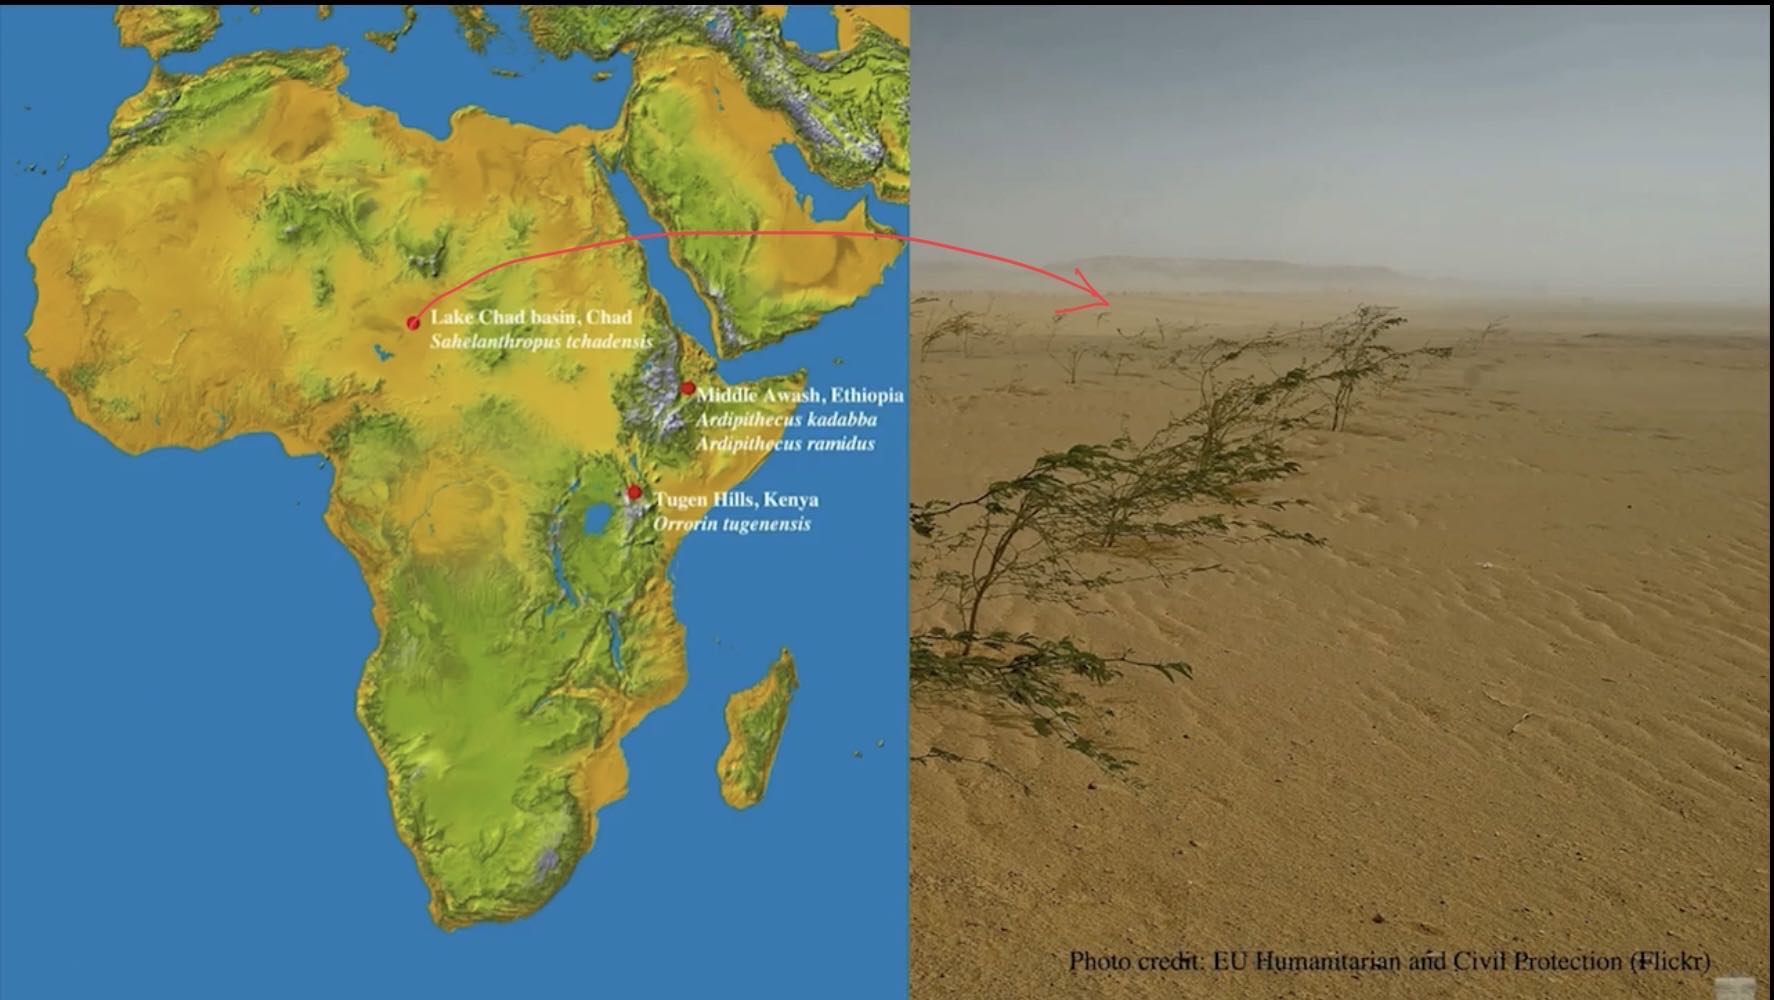 Lake Chad basin, Chad
Sahelanthropus tchadensis
Middle Awash, Ethiopia
Ardipithecus kadabba
Ardipithecus ramidus
Tugen Hills, Kenya
Orrorin tugenensis
Photo credit: EU Humanitarian and Civil Protection (Flickr)